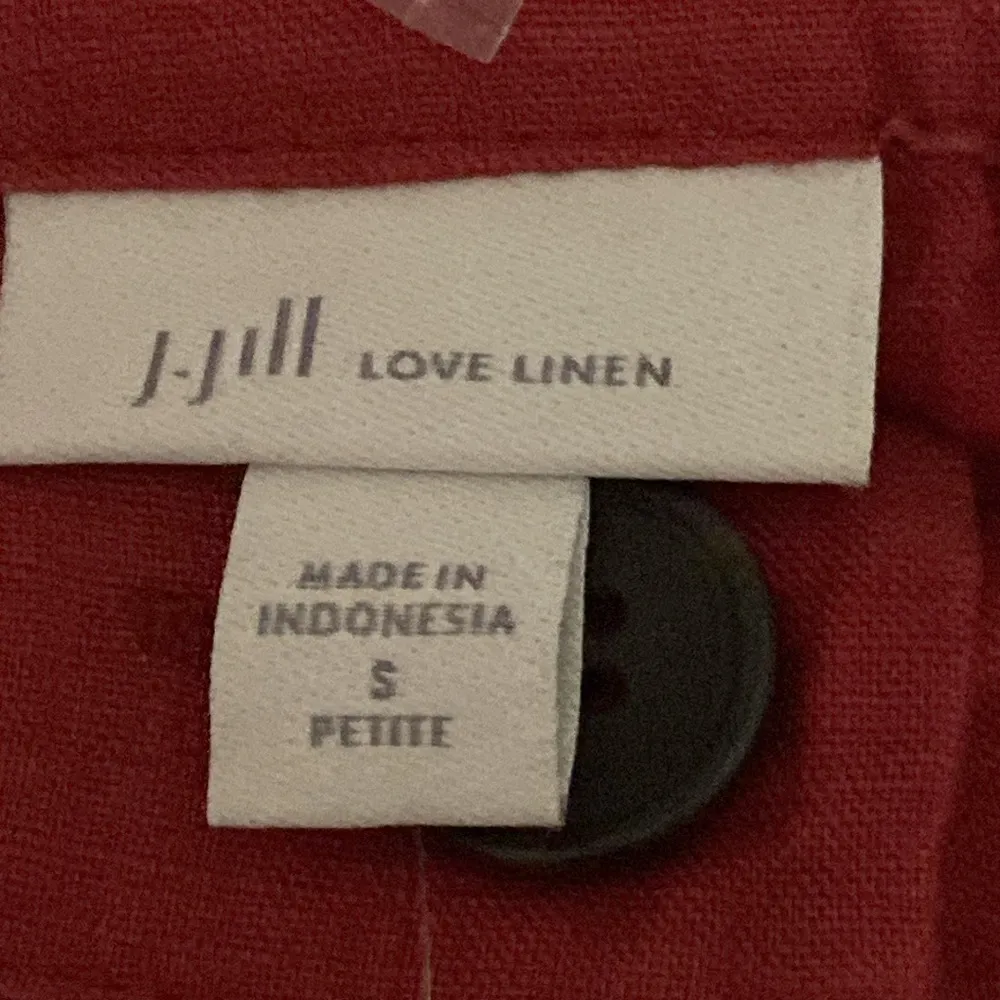 J.Jill LOVE LINEN
MADE IN
INDONESIA
S
PETITE